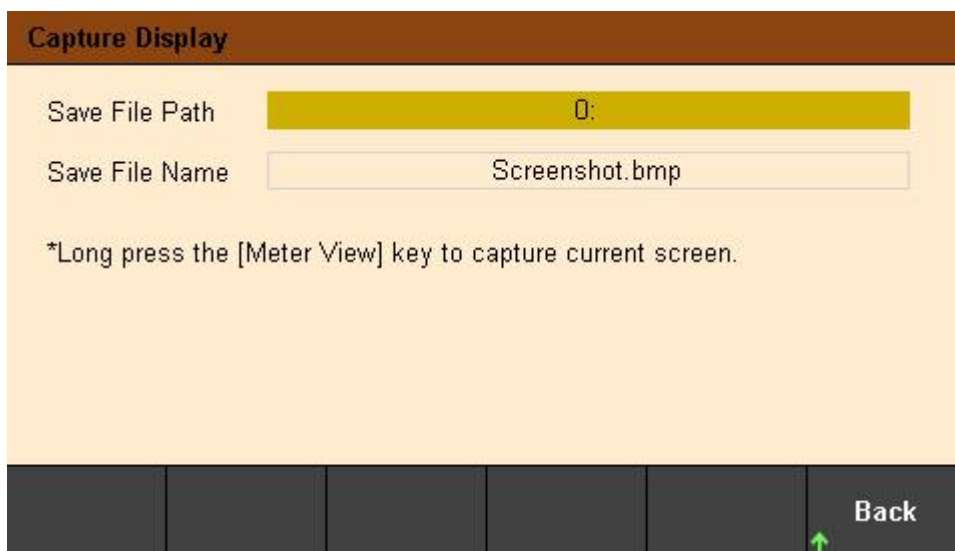 Capture Display
Save File Path 0:
Save File Name Screenshot.bmp
*Long press the [Meter View] key to capture current screen.
Back